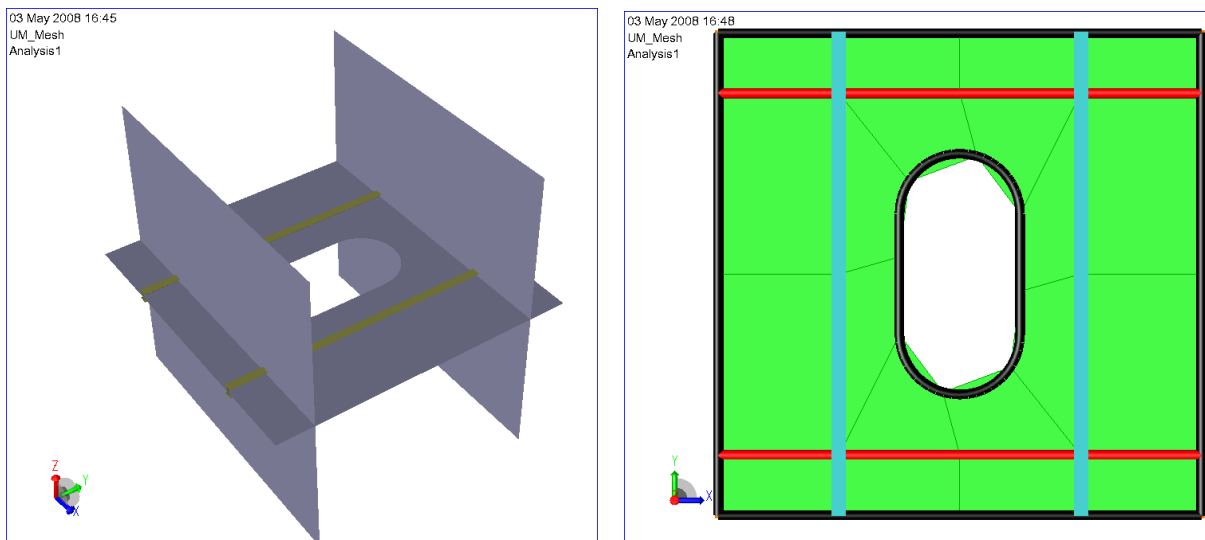 03 May 2008 16:45
UM_Mesh
Analysis1
Z
Y
X
03 May 2008 16:48
UM_Mesh
Analysis1
Y
X